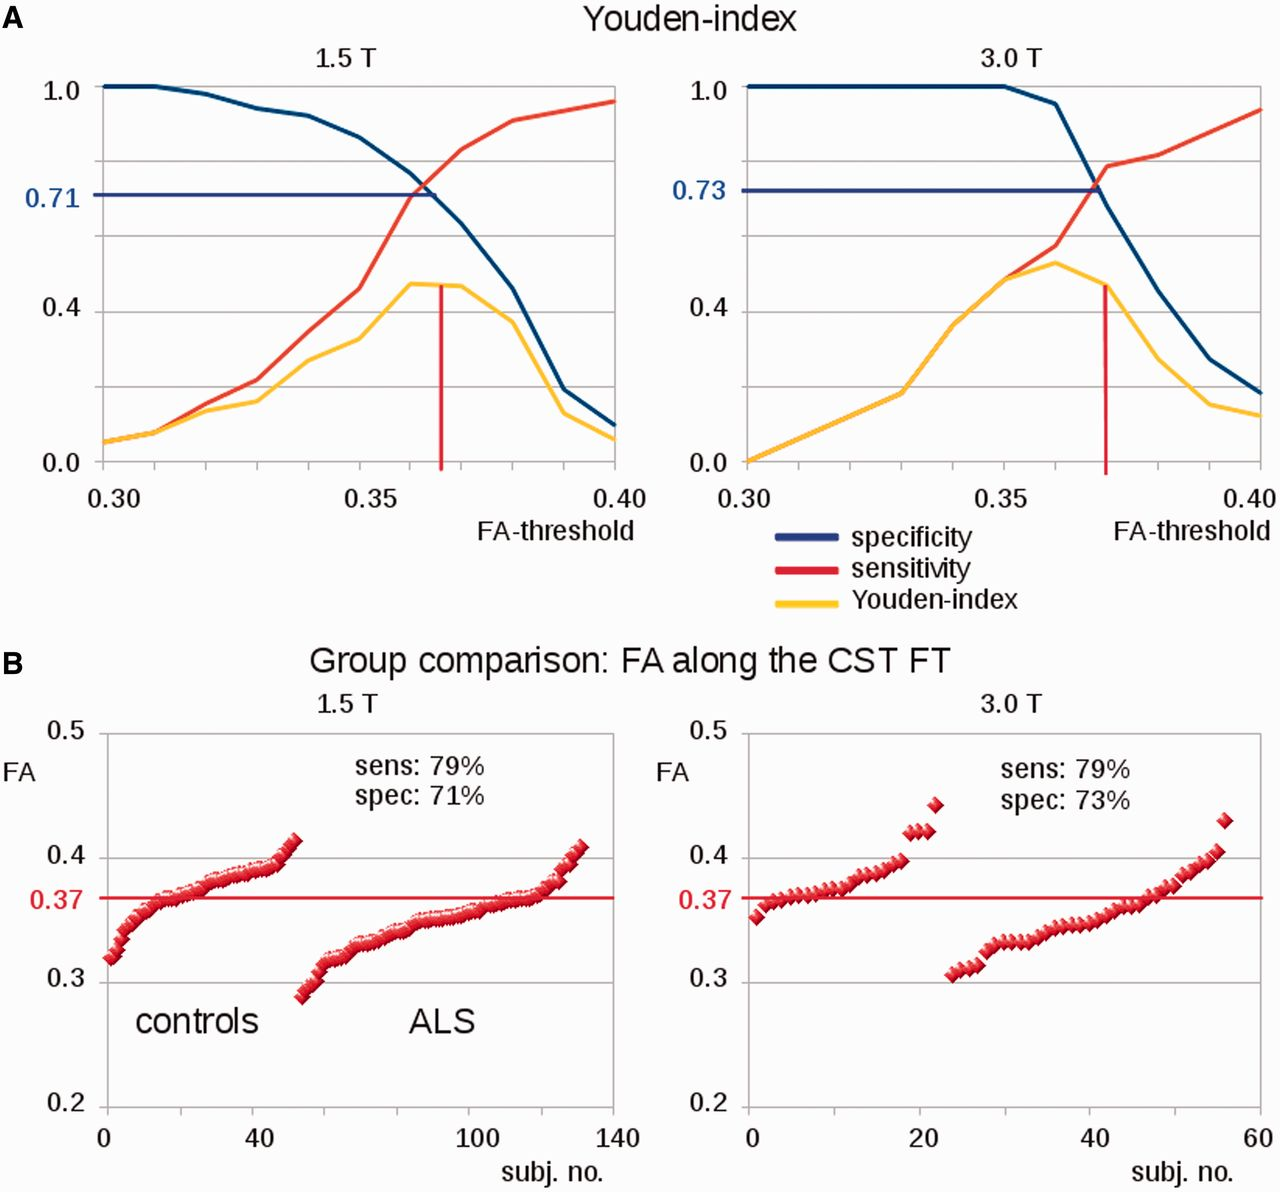 A
Youden-index
1.5 T
3.0 T
1.0
0.71
0.4
0.0
0.30
0.35
0.40
FA-threshold
1.0
0.73
0.4
0.0
0.30
0.35
0.40
FA-threshold
specificity
sensitivity
Youden-index
B
Group comparison: FA along the CST FT
1.5 T
3.0 T
0.5
FA
sens: 79%
spec: 71%
0.4
0.37
0.3
controls
ALS
0.2
0
40
100
140
subj. no.
0.5
FA
sens: 79%
spec: 73%
0.4
0.37
0.3
0.2
0
20
40
60
subj. no.